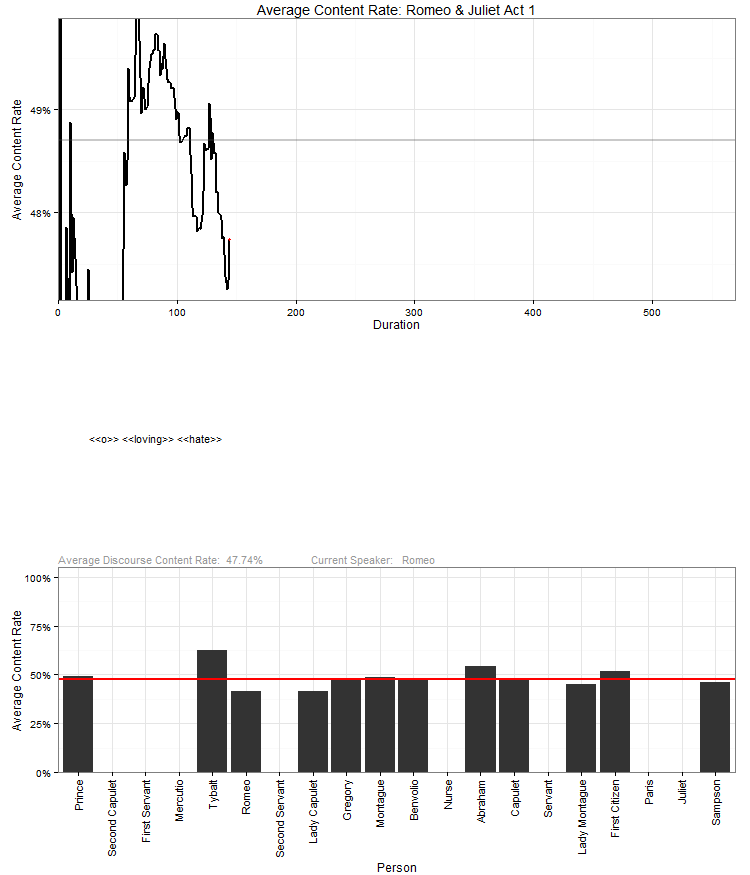 Average Content Rate: Romeo & Juliet Act 1
Average Content Rate
49%
48%
0 100 200 300 400 500
Duration
<<o>> <<loving>> <<hate>>
Average Discourse Content Rate: 47.74% Current Speaker: Romeo
Average Content Rate
100%
75%
50%
25%
0%
Prince
Second Capulet
First Servant
Mercutio
Tybalt
Romeo
Second Servant
Lady Capulet
Gregory
Montague
Benvolio
Nurse
Abraham
Capulet
Servant
Lady Montague
First Citizen
Paris
Juliet
Sampson
Person